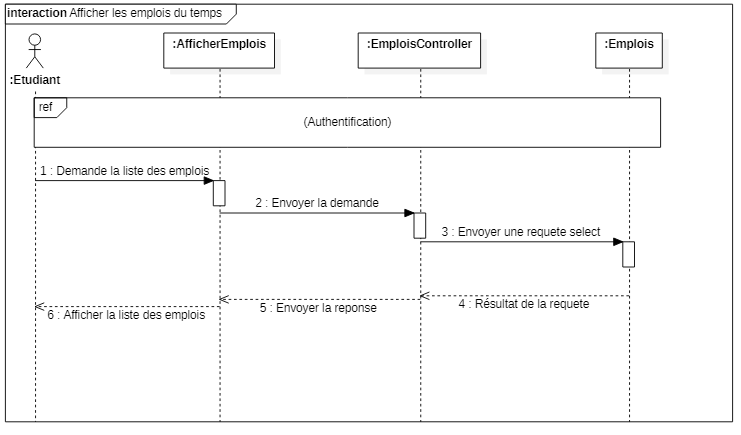 interaction Afficher les emplois du temps
:Etudiant
:AfficherEmplois
:EmploisController
:Emplois
ref
(Authentification)
1 : Demande la liste des emplois
2 : Envoyer la demande
3 : Envoyer une requete select
4 : Résultat de la requete
5 : Envoyer la reponse
6 : Afficher la liste des emplois